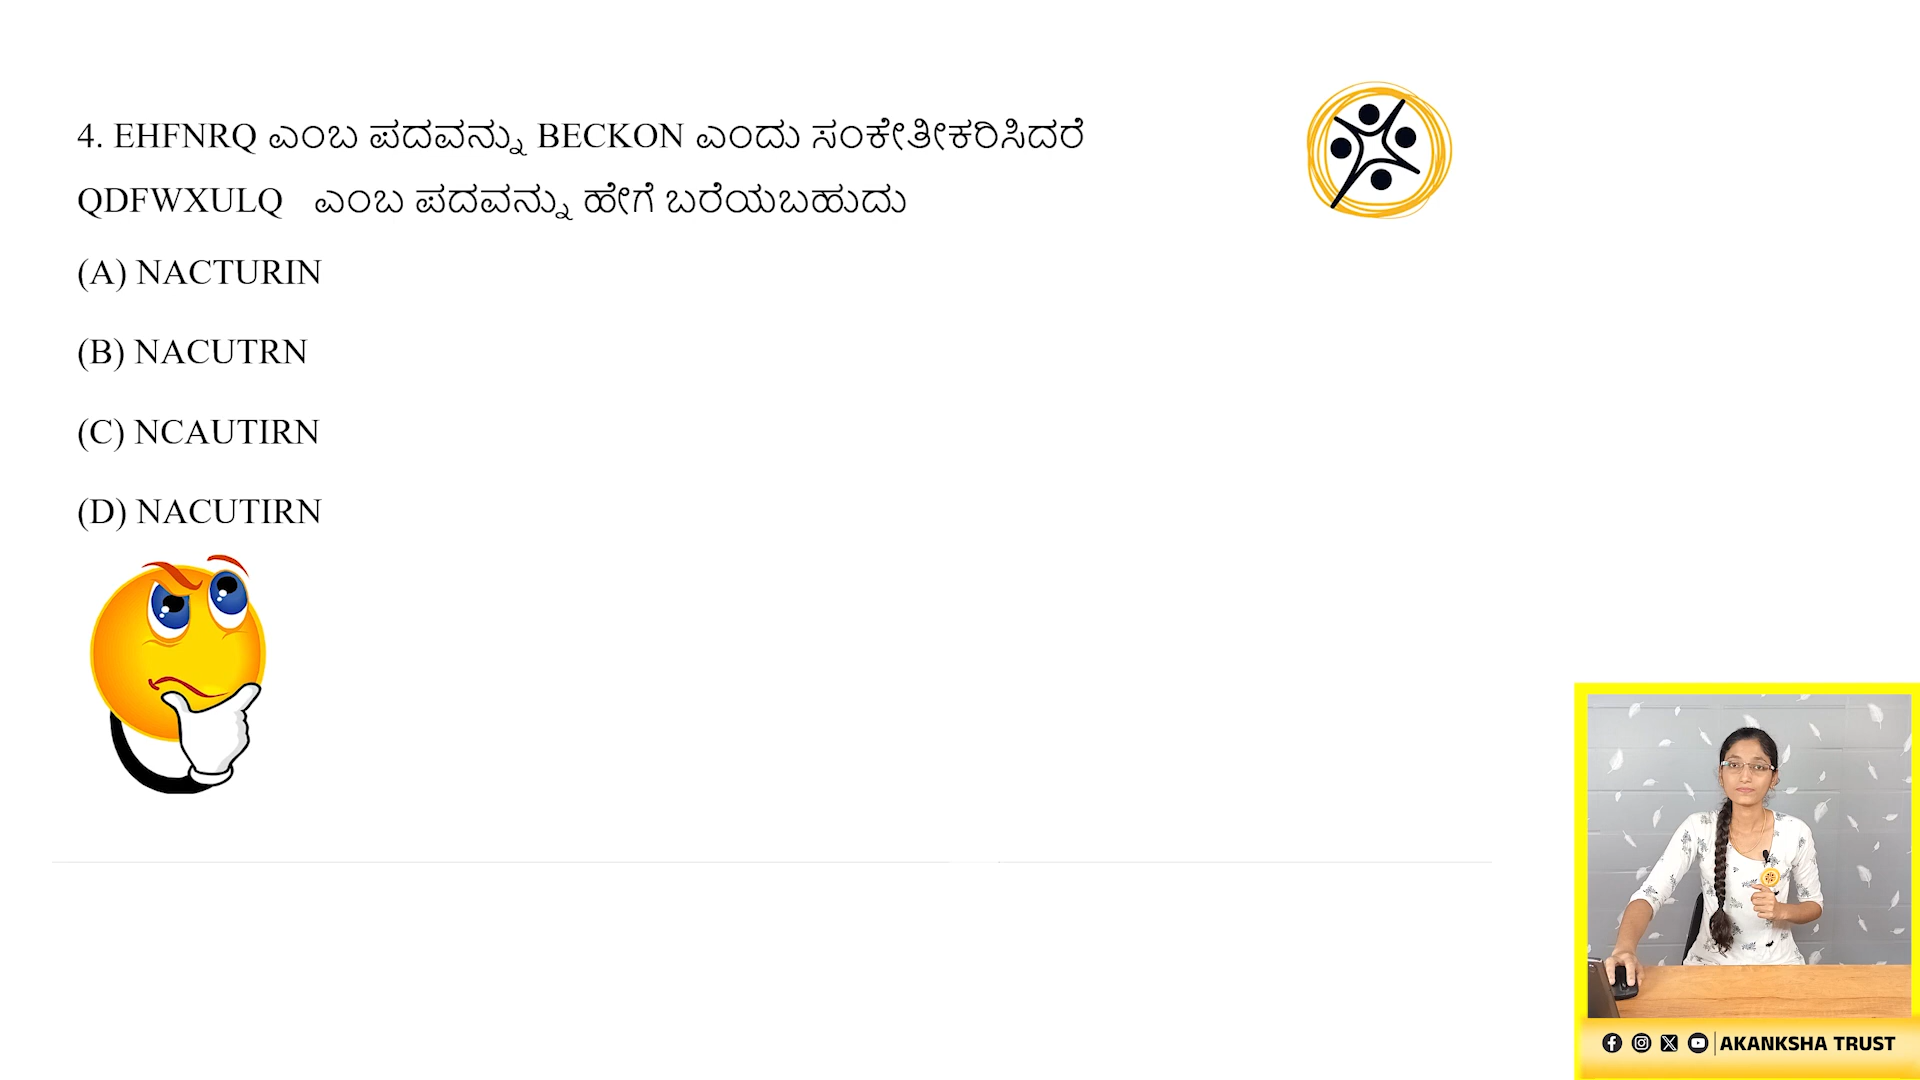 4. EHFNRQ ಎಂಬ ಪದವನ್ನು BECKON ಎಂದು ಸಂಕೇತೀಕರಿಸಿದರೆ
QDFWXULQ ಎಂಬ ಪದವನ್ನು ಹೇಗೆ ಬರೆಯಬಹುದು
(A) NACTURIN
(B) NACUTRN
(C) NCAUTIRN
(D) NACUTIRN
AKANKSHA TRUST